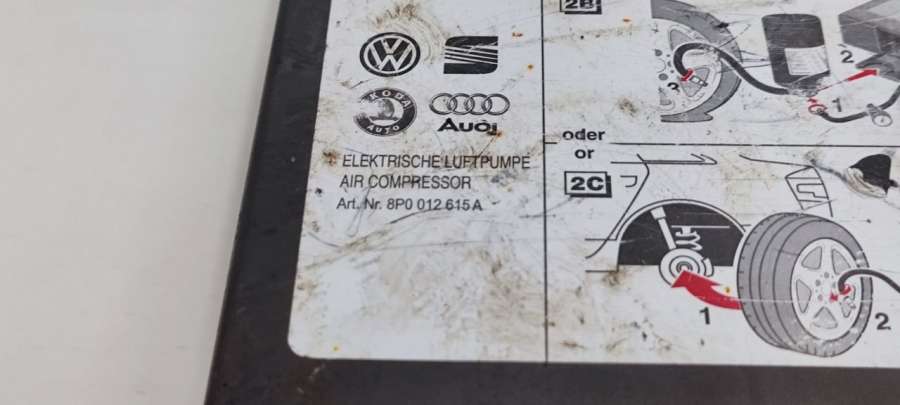 2B
2
1
oder
or
2C
1
2
VW
ŠKODA
AUTO
Audi
ELEKTRISCHE LUFTPUMPE
AIR COMPRESSOR
Art. Nr. 8P0 012 615 A